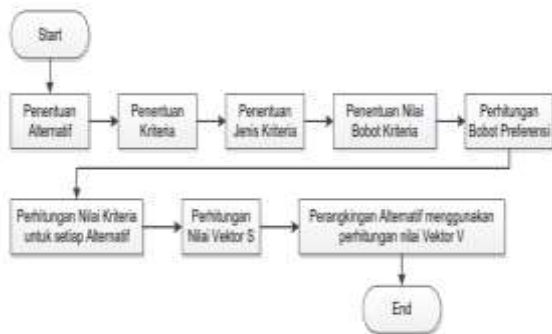 Start
Penentuan
Alternatif
Penentuan
Kriteria
Penentuan
Jenis Kriteria
Penentuan Nilai
Bobot Kriteria
Perhitungan
Bobot Preferensi
Perhitungan Nilai Kriteria
untuk setiap Alternatif
Perhitungan
Nilai Vektor S
Perangkingan Alternatif menggunakan
perhitungan nilai Vektor V
End